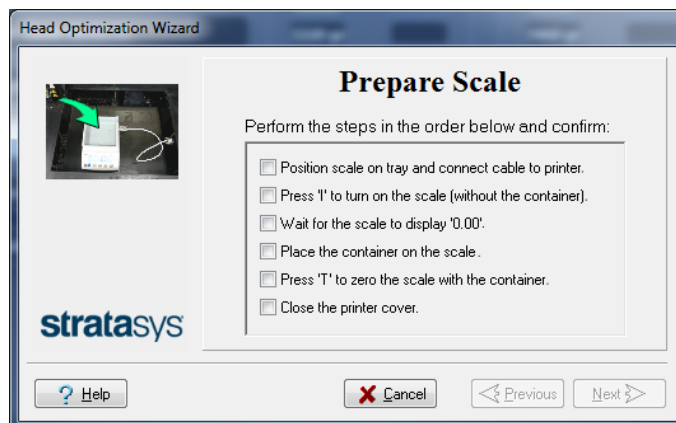 Head Optimization Wizard
Prepare Scale
Perform the steps in the order below and confirm:
Position scale on tray and connect cable to printer.
Press 'I' to turn on the scale (without the container).
Wait for the scale to display '0.00'.
Place the container on the scale.
Press 'T' to zero the scale with the container.
Close the printer cover.
stratasys
? Help
Cancel
Previous
Next